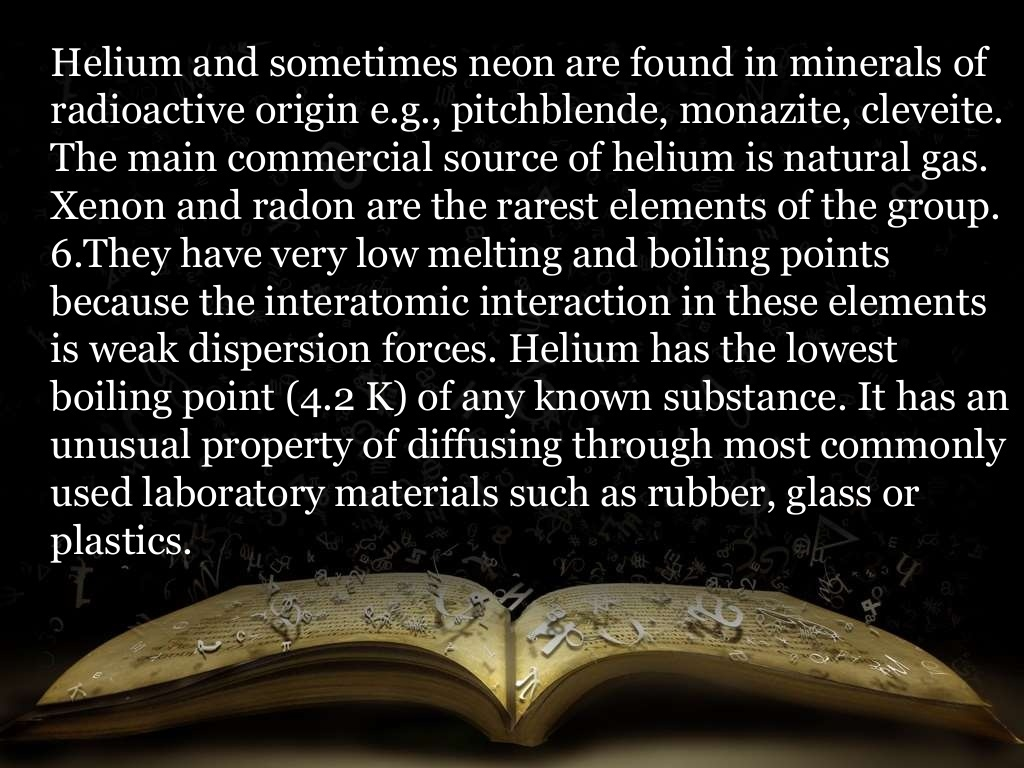 Helium and sometimes neon are found in minerals of
radioactive origin e.g., pitchblende, monazite, cleveite.
The main commercial source of helium is natural gas.
Xenon and radon are the rarest elements of the group.
6.They have very low melting and boiling points
because the interatomic interaction in these elements
is weak dispersion forces. Helium has the lowest
boiling point (4.2 K) of any known substance. It has an
unusual property of diffusing through most commonly
used laboratory materials such as rubber, glass or
plastics.